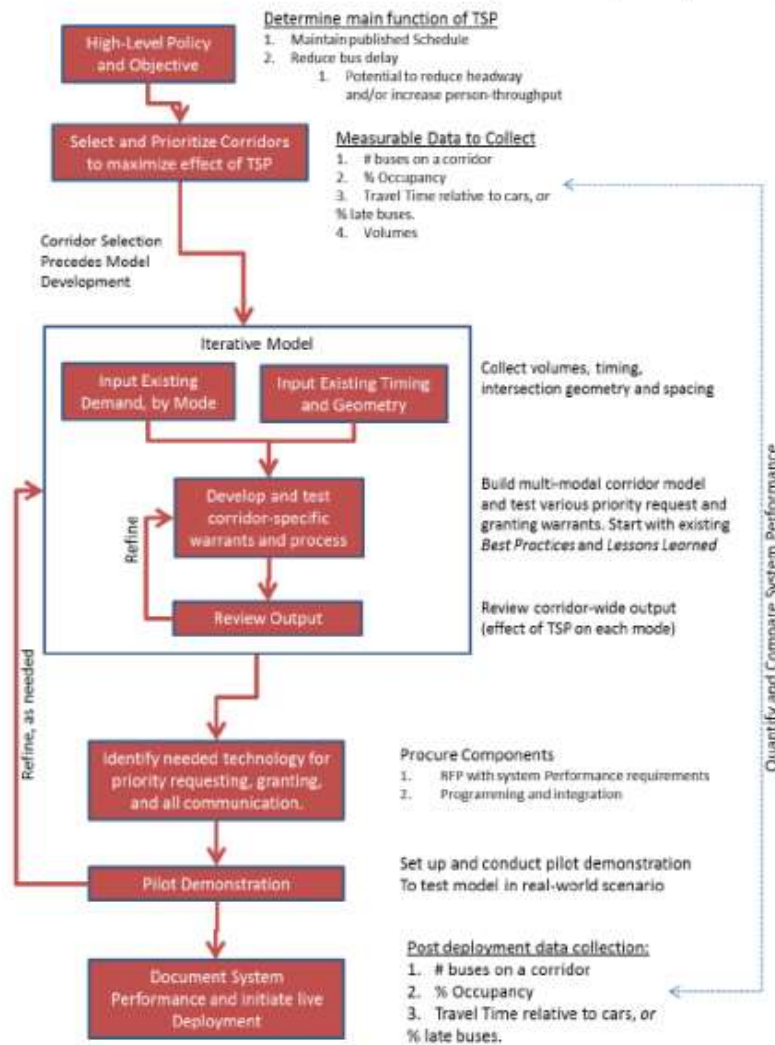 Determine main function of TSP
High-Level Policy
and Objective
1. Maintain published Schedule
2. Reduce bus delay
1. Potential to reduce headway
and/or increase person-throughput
Select and Prioritize Corridors
to maximize effect of TSP
Measurable Data to Collect
1. # buses on a corridor
2. % Occupancy
3. Travel Time relative to cars, or
% late buses.
4. Volumes
Corridor Selection
Precedes Model
Development
Iterative Model
Input Existing
Demand, by Mode
Input Existing Timing
and Geometry
Collect volumes, timing,
intersection geometry and spacing
Develop and test
corridor-specific
warrants and process
Refine
Build multi-modal corridor model
and test various priority request and
granting warrants. Start with existing
Best Practices and Lessons Learned
Review Output
Review corridor-wide output
(effect of TSP on each mode)
Refine, as needed
Quantify and Compare System Performance
Identify needed technology for
priority requesting, granting,
and all communication.
Procure Components
1. RFP with system Performance requirements
2. Programming and integration
Pilot Demonstration
Set up and conduct pilot demonstration
To test model in real-world scenario
Document System
Performance and initiate live
Deployment
Post deployment data collection:
1. # buses on a corridor
2. % Occupancy
3. Travel Time relative to cars, or
% late buses.